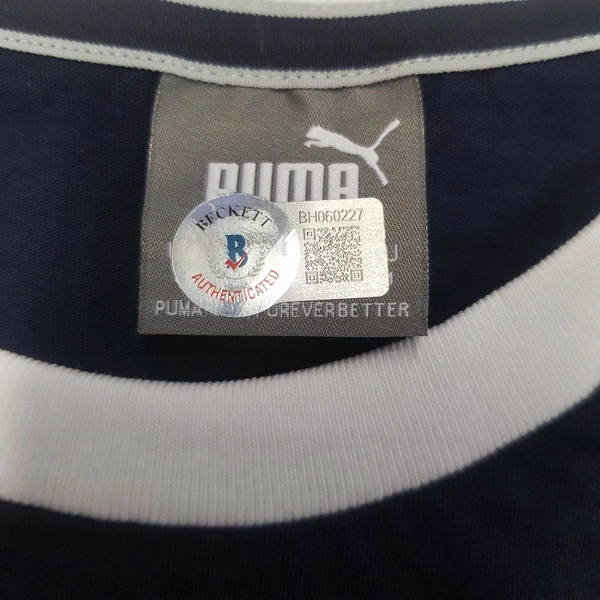 PUMA
BECKETT
BH060227
B
AUTHENTICATED
U
PUMA
FOREVERBETTER